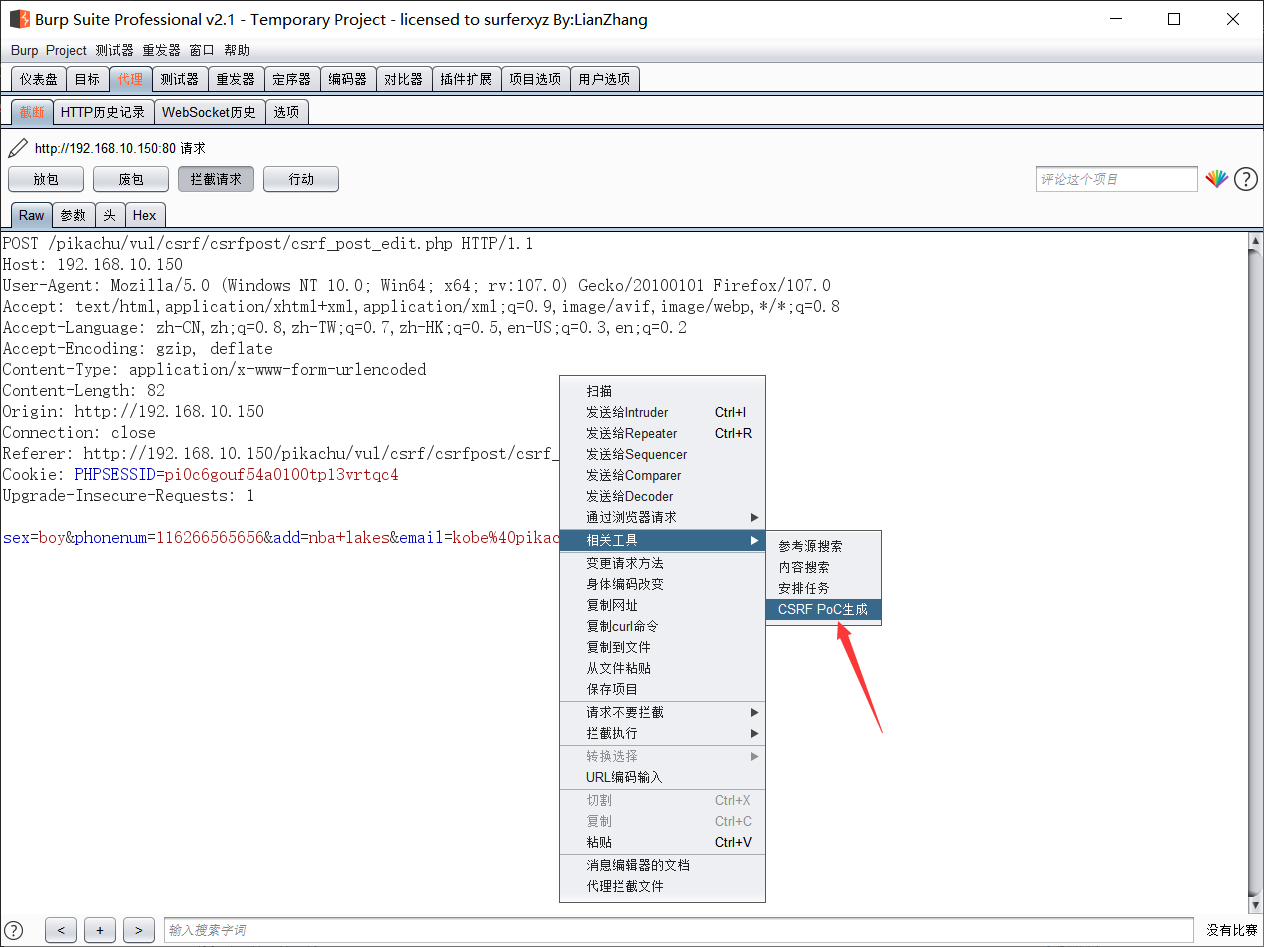 Burp Suite Professional v2.1 - Temporary Project - licensed to surferxyz By:LianZhang
Burp Project 测试器 重发器 窗口 帮助
仪表盘 目标 代理 测试器 重发器 定序器 编码器 对比器 插件扩展 项目选项 用户选项
截断 HTTP历史记录 WebSocket历史 选项
http://192.168.10.150:80 请求
放包 废包 拦截请求 行动 评论这个项目
Raw 参数 头 Hex
POST /pikachu/vul/csrf/csrfpost/csrf_post_edit.php HTTP/1.1
Host: 192.168.10.150
User-Agent: Mozilla/5.0 (Windows NT 10.0; Win64; x64; rv:107.0) Gecko/20100101 Firefox/107.0
Accept: text/html,application/xhtml+xml,application/xml;q=0.9,image/avif,image/webp,*/*;q=0.8
Accept-Language: zh-CN,zh;q=0.8,zh-TW;q=0.7,zh-HK;q=0.5,en-US;q=0.3,en;q=0.2
Accept-Encoding: gzip, deflate
Content-Type: application/x-www-form-urlencoded
Content-Length: 82
Origin: http://192.168.10.150
Connection: close
Referer: http://192.168.10.150/pikachu/vul/csrf/csrfpost/csrf_
Cookie: PHPSESSID=pi0c6gouf54a0100tpl3vrtqc4
Upgrade-Insecure-Requests: 1
sex=boy&phonenum=116266565656&add=nba+lakes&email=kobe%40pikac
扫描
发送给Intruder Ctrl+I
发送给Repeater Ctrl+R
发送给Sequencer
发送给Comparer
发送给Decoder
通过浏览器请求
相关工具
变更请求方法
身体编码改变
复制网址
复制curl命令
复制到文件
从文件粘贴
保存项目
请求不要拦截
拦截执行
转换选择
URL编码输入
切割 Ctrl+X
复制 Ctrl+C
粘贴 Ctrl+V
消息编辑器的文档
代理拦截文件
参考源搜索
内容搜索
安排任务
CSRF PoC生成
? < + > 输入搜索字词 没有比赛